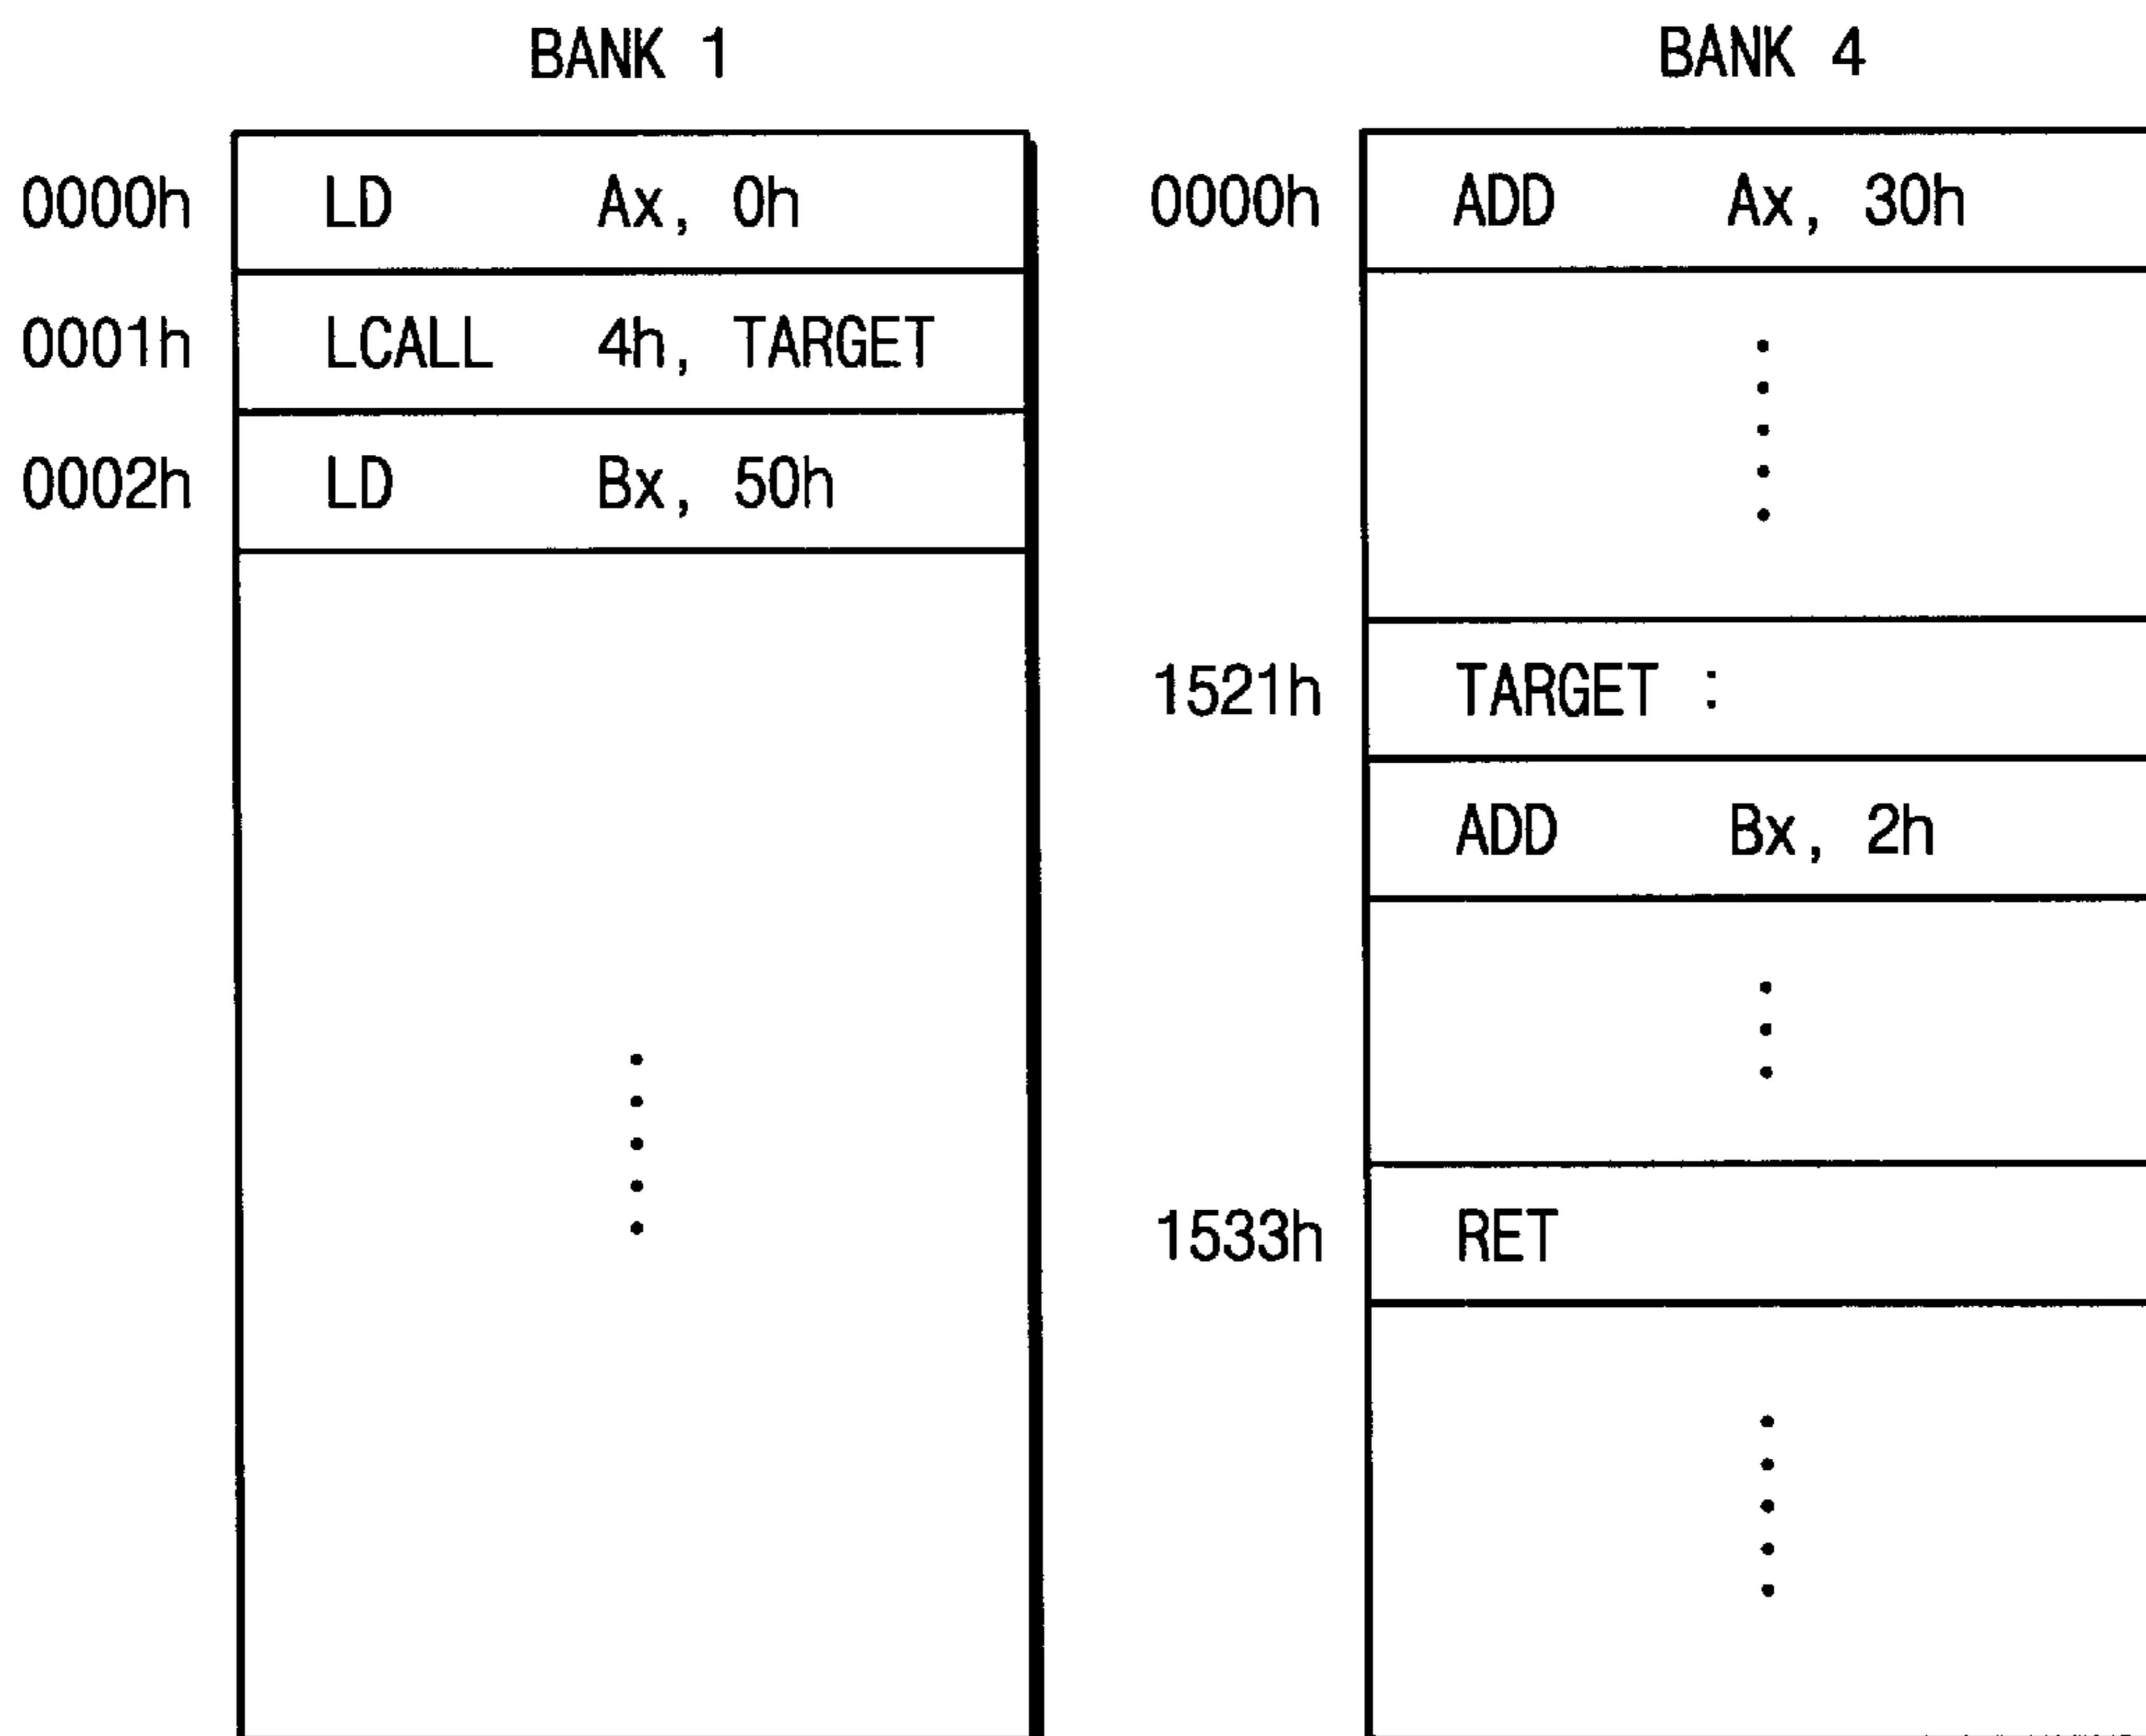 BANK 1
0000h LD Ax, 0h
0001h LCALL 4h, TARGET
0002h LD Bx, 50h
BANK 4
0000h ADD Ax, 30h
1521h TARGET :
ADD Bx, 2h
1533h RET